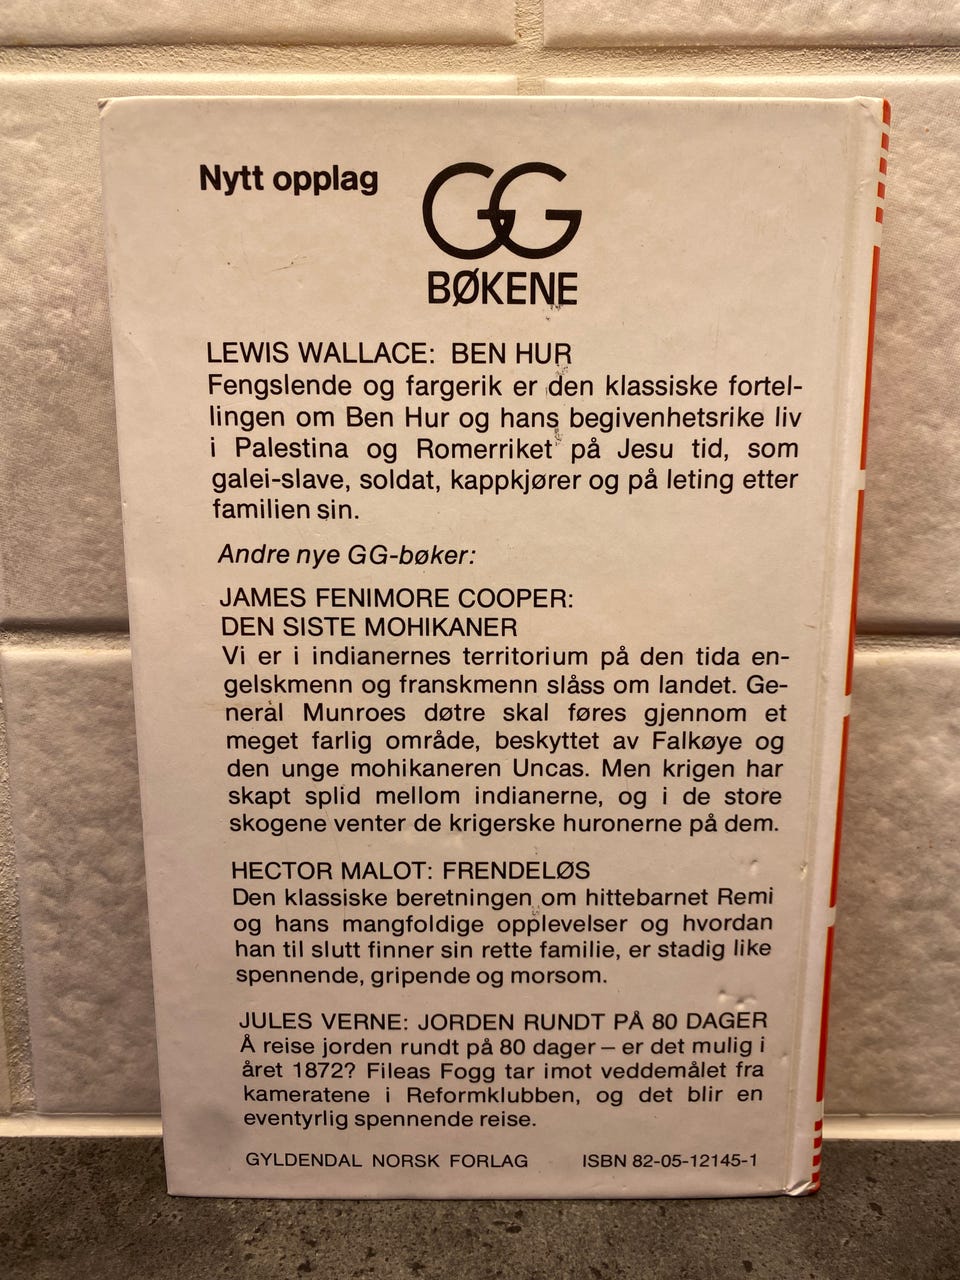 Nytt opplag
GG
BØKENE
LEWIS WALLACE: BEN HUR
Fengslende og fargerik er den klassiske fortel-
lingen om Ben Hur og hans begivenhetsrike liv
i Palestina og Romerriket på Jesu tid, som
galei-slave, soldat, kappkjører og på leting etter
familien sin.
Andre nye GG-bøker:
JAMES FENIMORE COOPER:
DEN SISTE MOHIKANER
Vi er i indianernes territorium på den tida en-
gelskmenn og franskmenn slåss om landet. Ge-
neral Munroes døtre skal føres gjennom et
meget farlig område, beskyttet av Falkøye og
den unge mohikaneren Uncas. Men krigen har
skapt splid mellom indianerne, og i de store
skogene venter de krigerske huronerne på dem.
HECTOR MALOT: FRENDELØS
Den klassiske beretningen om hittebarnet Remi
og hans mangfoldige opplevelser og hvordan
han til slutt finner sin rette familie, er stadig like
spennende, gripende og morsom.
JULES VERNE: JORDEN RUNDT PÅ 80 DAGER
Å reise jorden rundt på 80 dager – er det mulig i
året 1872? Fileas Fogg tar imot veddemålet fra
kameratene i Reformklubben, og det blir en
eventyrlig spennende reise.
GYLDENDAL NORSK FORLAG ISBN 82-05-12145-1